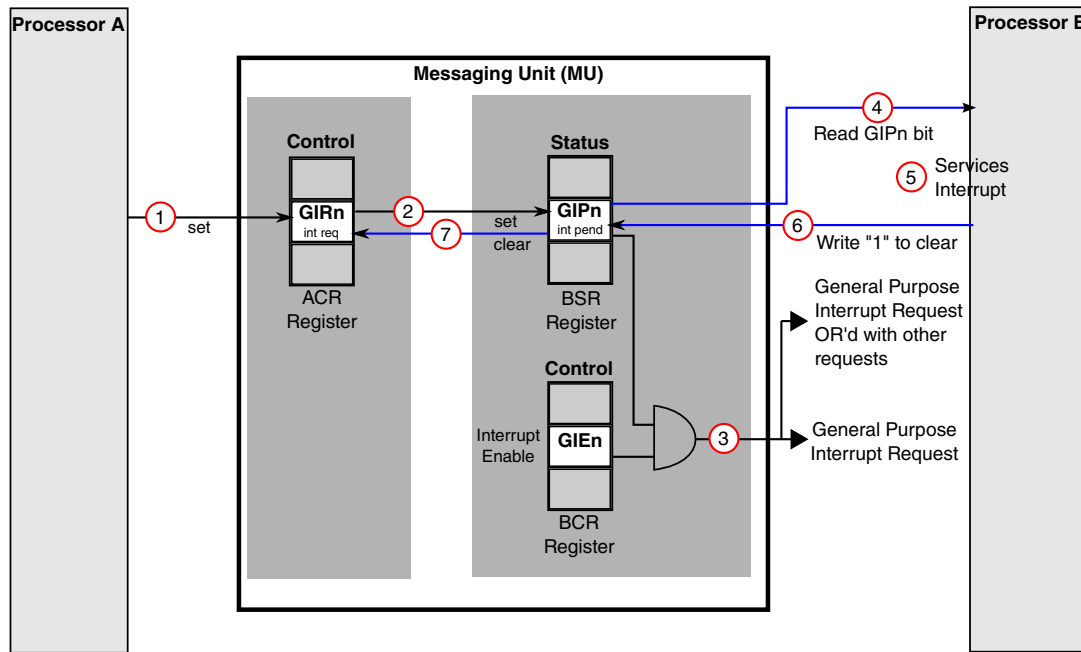 Processor A
Processor B
Messaging Unit (MU)
Control
GIRn
int req
ACR
Register
1
set
2
set
7
clear
Status
GIPn
int pend
BSR
Register
4
Read GIPn bit
5
Services
Interrupt
6
Write "1" to clear
General Purpose
Interrupt Request
OR'd with other
requests
Control
Interrupt
Enable
GIEn
BCR
Register
3
General Purpose
Interrupt Request